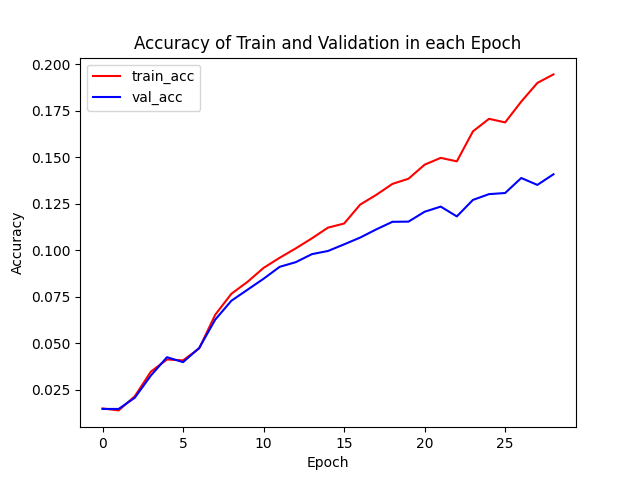 Accuracy of Train and Validation in each Epoch
0.200
0.175
0.150
0.125
0.100
0.075
0.050
0.025
Accuracy
train_acc
val_acc
0 5 10 15 20 25
Epoch